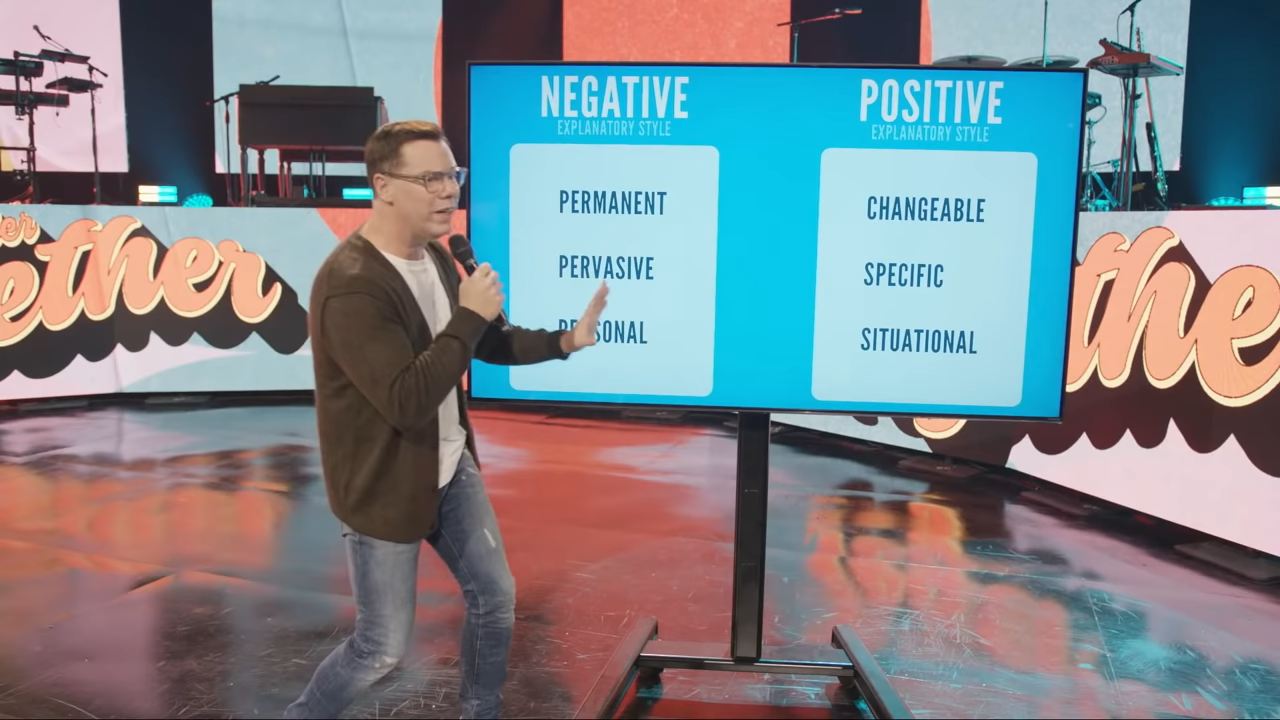 NEGATIVE
EXPLANATORY STYLE
PERMANENT
PERVASIVE
POSITIVE
EXPLANATORY STYLE
CHANGEABLE
SPECIFIC
SITUATIONAL